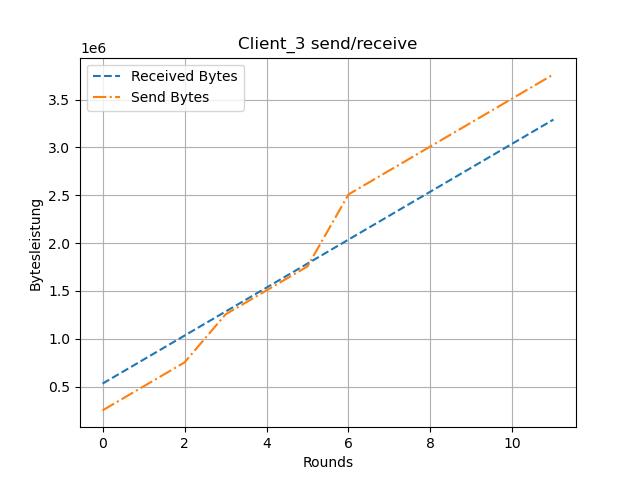 Client_3 send/receive
1e6
Received Bytes
Send Bytes
3.5
3.0
2.5
2.0
1.5
1.0
0.5
Bytesleistung
0 2 4 6 8 10
Rounds